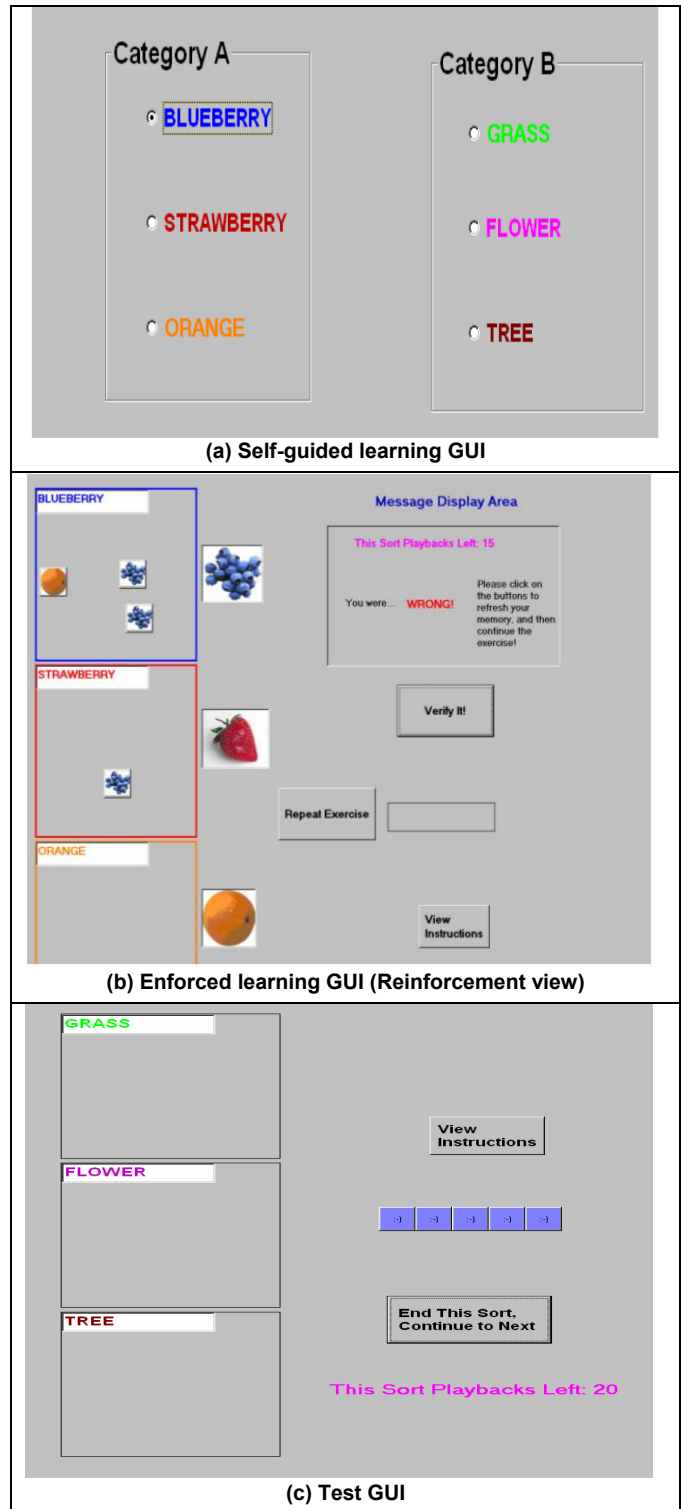 Category A
BLUEBERRY
STRAWBERRY
ORANGE
Category B
GRASS
FLOWER
TREE
(a) Self-guided learning GUI
BLUEBERRY
STRAWBERRY
ORANGE
Message Display Area
This Sort Playbacks Left: 15
You were... WRONG!
Please click on
the buttons to
refresh your
memory, and then
continue the
exercise!
Verify It!
Repeat Exercise
View
Instructions
(b) Enforced learning GUI (Reinforcement view)
GRASS
FLOWER
TREE
View
Instructions
:-) :-) :-) :-) :-)
End This Sort,
Continue to Next
This Sort Playbacks Left: 20
(c) Test GUI